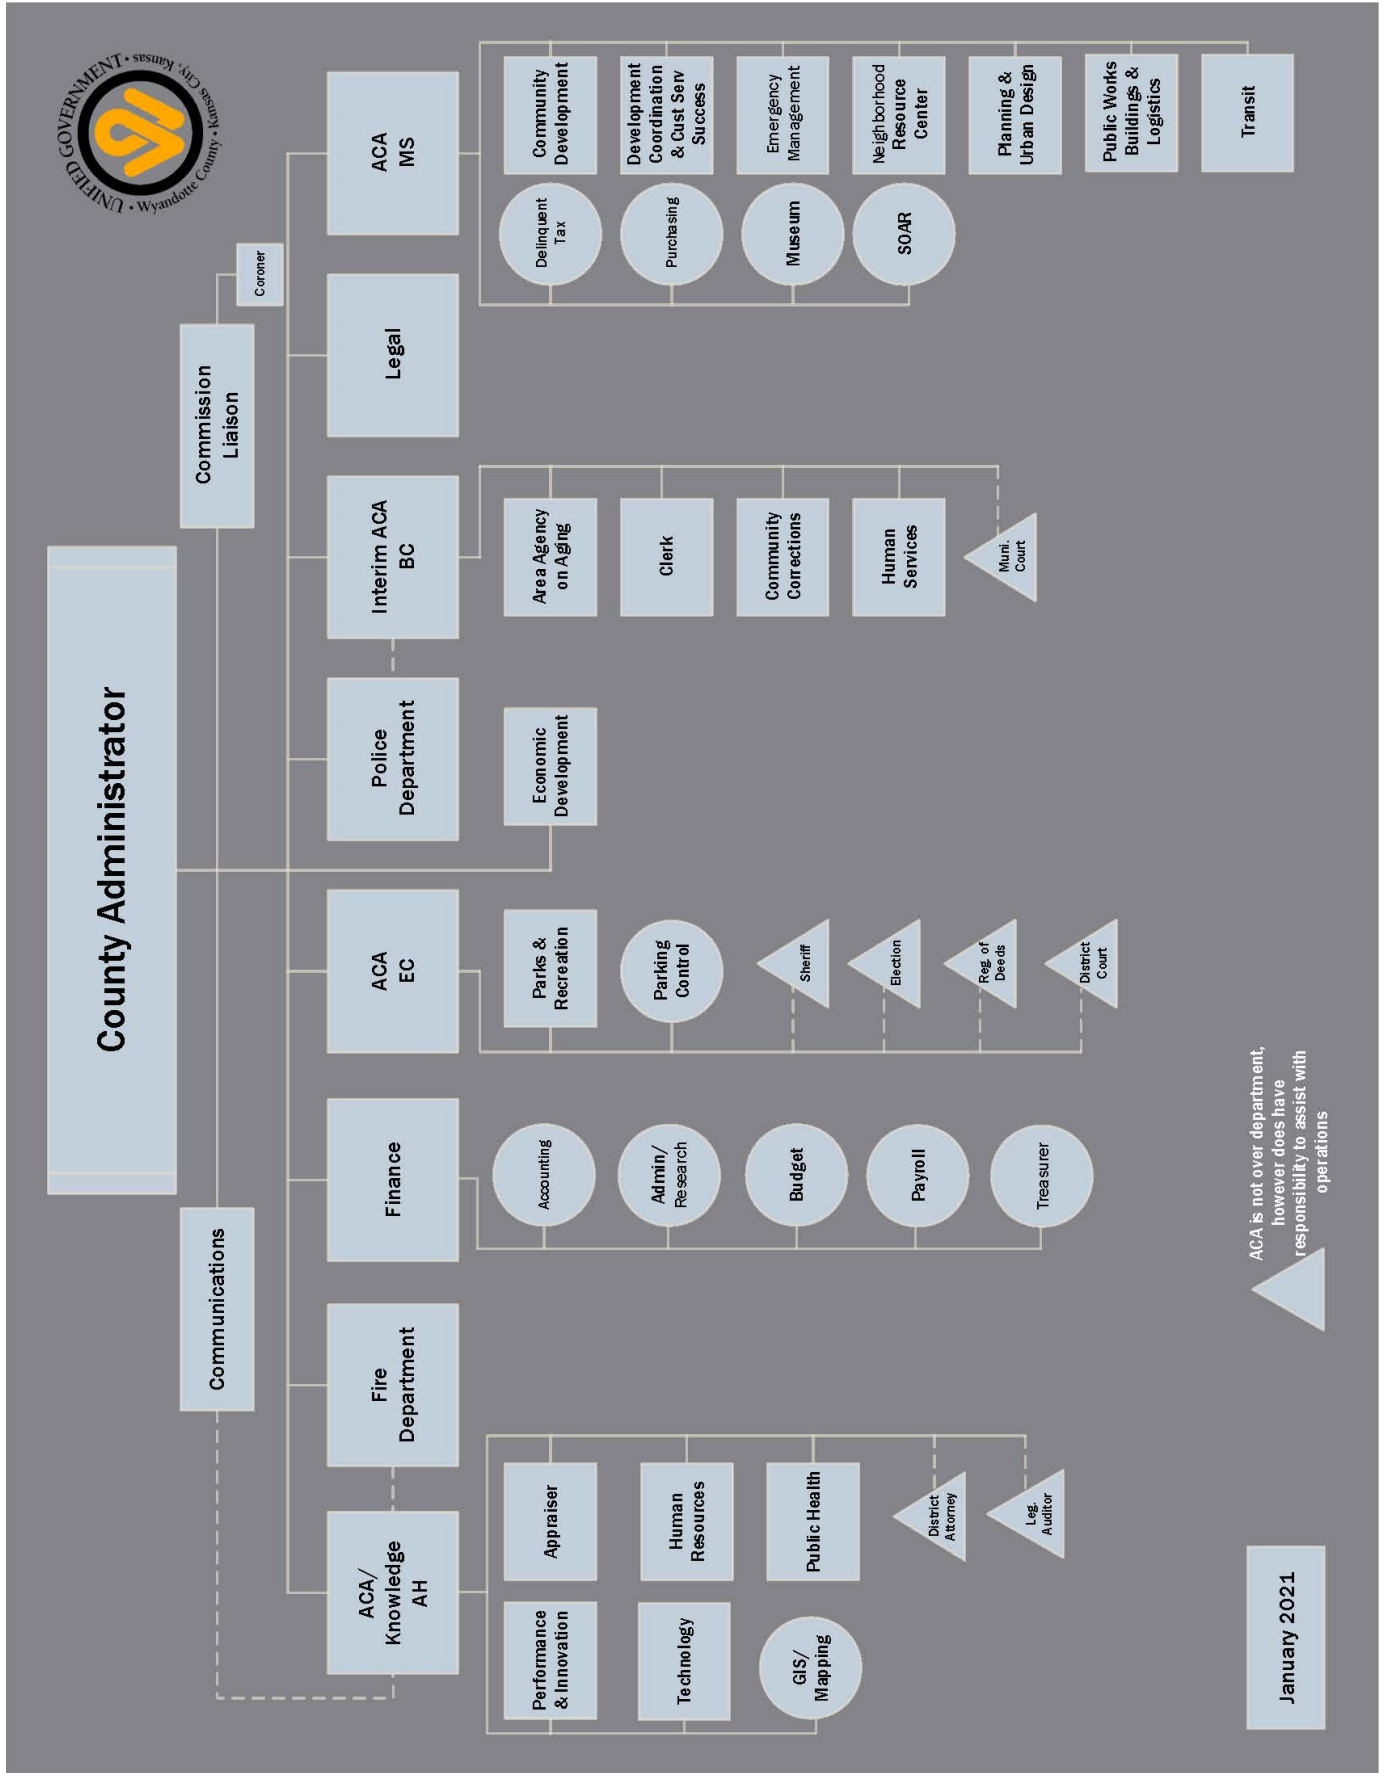 County Administrator
UNIFIED GOVERNMENT • Wyandotte County • Kansas City, Kansas •
Communications
Commission
Liaison
Coroner
ACA/
Knowledge
AH
Fire
Department
Finance
ACA
EC
Police
Department
Interim ACA
BC
Legal
ACA
MS
Performance
& Innovation
Technology
GIS/
Mapping
Appraiser
Human
Resources
Public Health
District
Attorney
Leg.
Auditor
Accounting
Admin/
Research
Budget
Payroll
Treasurer
Parks &
Recreation
Parking
Control
Sheriff
Election
Reg. of
Deeds
District
Court
Economic
Development
Area Agency
on Aging
Clerk
Community
Corrections
Human
Services
Muni.
Court
Delinquent
Tax
Purchasing
Museum
SOAR
Community
Development
Development
Coordination
& Cust Serv
Success
Emergency
Management
Neighborhood
Resource
Center
Planning &
Urban Design
Public Works
Buildings &
Logistics
Transit
January 2021
ACA is not over department,
however does have
responsibility to assist with
operations